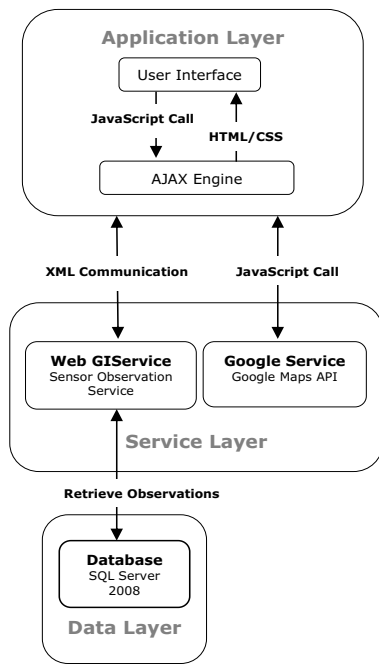 Application Layer
User Interface
JavaScript Call
HTML/CSS
AJAX Engine
XML Communication
JavaScript Call
Web GIService
Sensor Observation
Service
Google Service
Google Maps API
Service Layer
Retrieve Observations
Database
SQL Server
2008
Data Layer